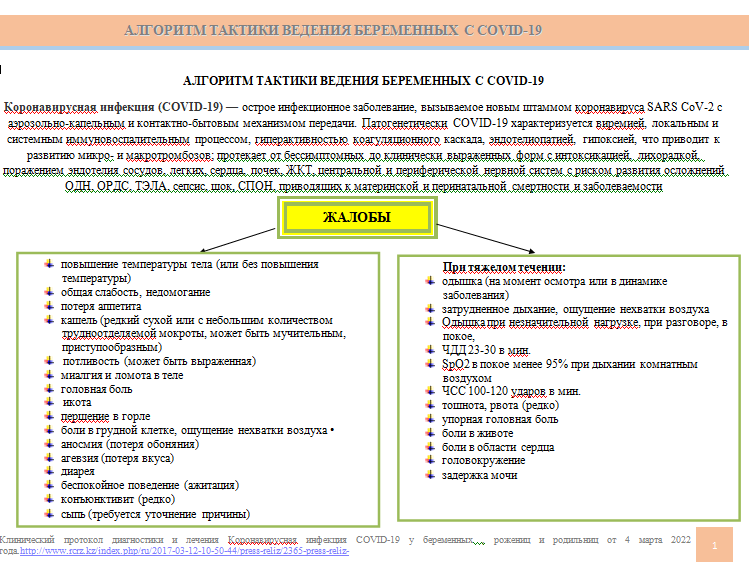 АЛГОРИТМ ТАКТИКИ ВЕДЕНИЯ БЕРЕМЕННЫХ С COVID-19
АЛГОРИТМ ТАКТИКИ ВЕДЕНИЯ БЕРЕМЕННЫХ С COVID-19
Коронавирусная инфекция (COVID-19) — острое инфекционное заболевание, вызываемое новым штаммом коронавируса SARS CoV-2 с
аэрозольно-капельным и контактно-бытовым механизмом передачи. Патогенетически COVID-19 характеризуется виремией, локальным и
системным иммуновоспалительным процессом, гиперактивностью коагуляционного каскада, эндотелиопатией, гипоксией, что приводит к
развитию микро- и макротромбозов; протекает от бессимптомных до клинически выраженных форм с интоксикацией, лихорадкой,
поражением эндотелия сосудов, легких, сердца, почек, ЖКТ, центральной и периферической нервной систем с риском развития осложнений
ОДН, ОРДС, ТЭЛА, сепсис, шок, СПОН, приводящих к материнской и перинатальной смертности и заболеваемости
ЖАЛОБЫ
повышение температуры тела (или без повышения
температуры)
общая слабость, недомогание
потеря аппетита
кашель (редкий сухой или с небольшим количеством
трудноотделяемой мокроты, может быть мучительным,
приступообразным)
потливость (может быть выраженная)
миалгия и ломота в теле
головная боль
икота
першение в горле
боли в грудной клетке, ощущение нехватки воздуха •
аносмия (потеря обоняния)
агевзия (потеря вкуса)
диарея
беспокойное поведение (ажитация)
конъюнктивит (редко)
сыпь (требуется уточнение причины)
При тяжелом течении:
одышка (на момент осмотра или в динамике
заболевания)
затрудненное дыхание, ощущение нехватки воздуха
Одышка при незначительной нагрузке, при разговоре, в
покое,
ЧДД 23-30 в мин.
SpO2 в покое менее 95% при дыхании комнатным
воздухом
ЧСС 100-120 ударов в мин.
тошнота, рвота (редко)
упорная головная боль
боли в животе
боли в области сердца
головокружение
задержка мочи
Клинический протокол диагностики и лечения Коронавирусная инфекция COVID-19 у беременных, рожениц и родильниц от 4 марта 2022
года.http://www.rcrz.kz/index.php/ru/2017-03-12-10-50-44/press-reliz/2365-press-reliz-
1